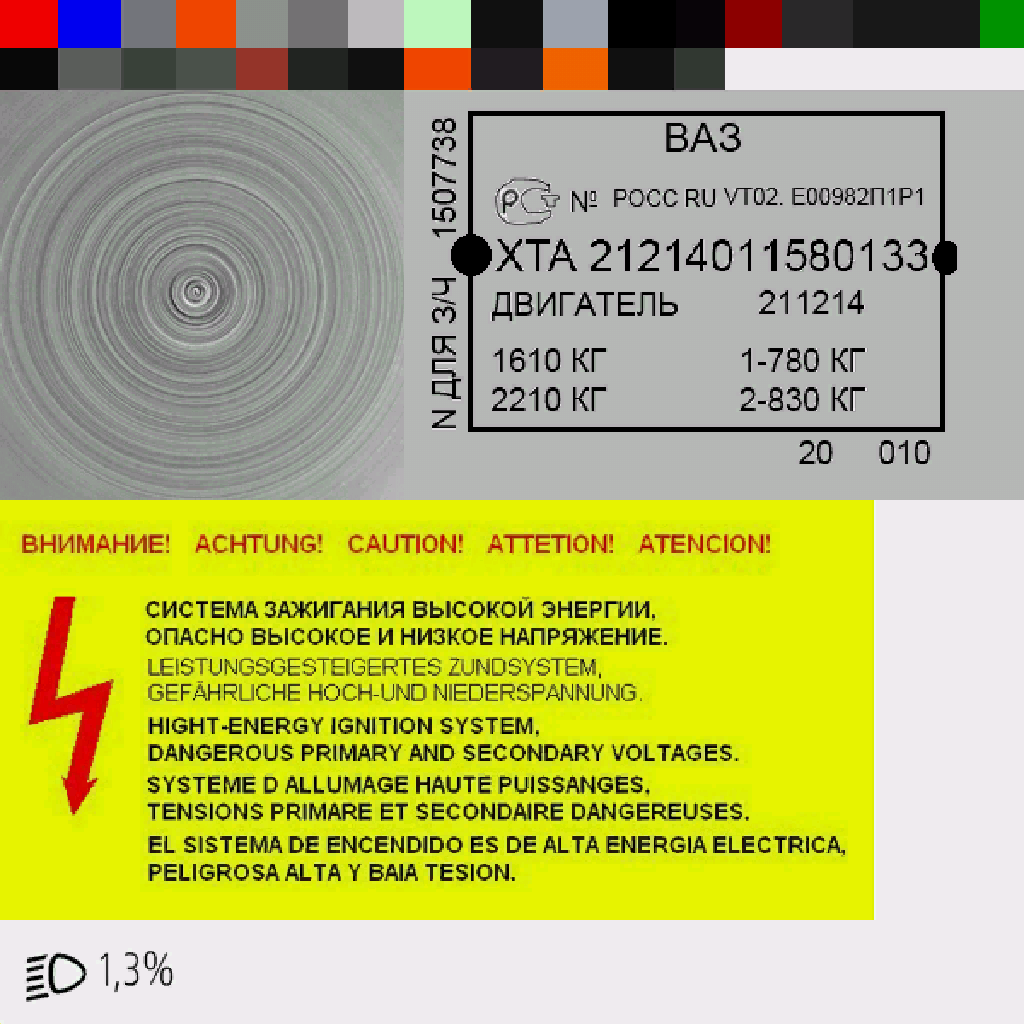 N ДЛЯ З/Ч 1507738
ВАЗ
РС № РОСС RU VT02. E00982П1Р1
XTA 21214011580133
ДВИГАТЕЛЬ 211214
1610 КГ 1-780 КГ
2210 КГ 2-830 КГ
20 010
ВНИМАНИЕ! ACHTUNG! CAUTION! ATTETION! ATENCION!
СИСТЕМА ЗАЖИГАНИЯ ВЫСОКОЙ ЭНЕРГИИ,
ОПАСНО ВЫСОКОЕ И НИЗКОЕ НАПРЯЖЕНИЕ.
LEISTUNGSGESTEIGERTES ZUNDSYSTEM,
GEFÄHRLICHE HOCH-UND NIEDERSPANNUNG.
HIGHT-ENERGY IGNITION SYSTEM,
DANGEROUS PRIMARY AND SECONDARY VOLTAGES.
SYSTEME D ALLUMAGE HAUTE PUISSANGES,
TENSIONS PRIMARE ET SECONDAIRE DANGEREUSES.
EL SISTEMA DE ENCENDIDO ES DE ALTA ENERGIA ELECTRICA,
PELIGROSA ALTA Y BAIA TESION.
1,3%